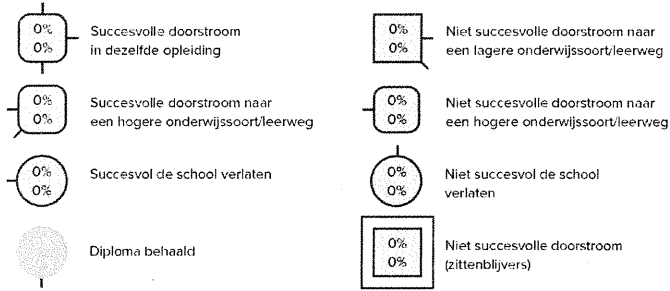 0%
0%
Succesvolle doorstroom
in dezelfde opleiding
0%
0%
Niet succesvolle doorstroom naar
een lagere onderwijssoort/leerweg
0%
0%
Succesvolle doorstroom naar
een hogere onderwijssoort/leerweg
0%
0%
Niet succesvolle doorstroom naar
een hogere onderwijssoort/leerweg
0%
0%
Succesvol de school verlaten
0%
0%
Niet succesvol de school
verlaten
Diploma behaald
0%
0%
Niet succesvolle doorstroom
(zittenblijvers)